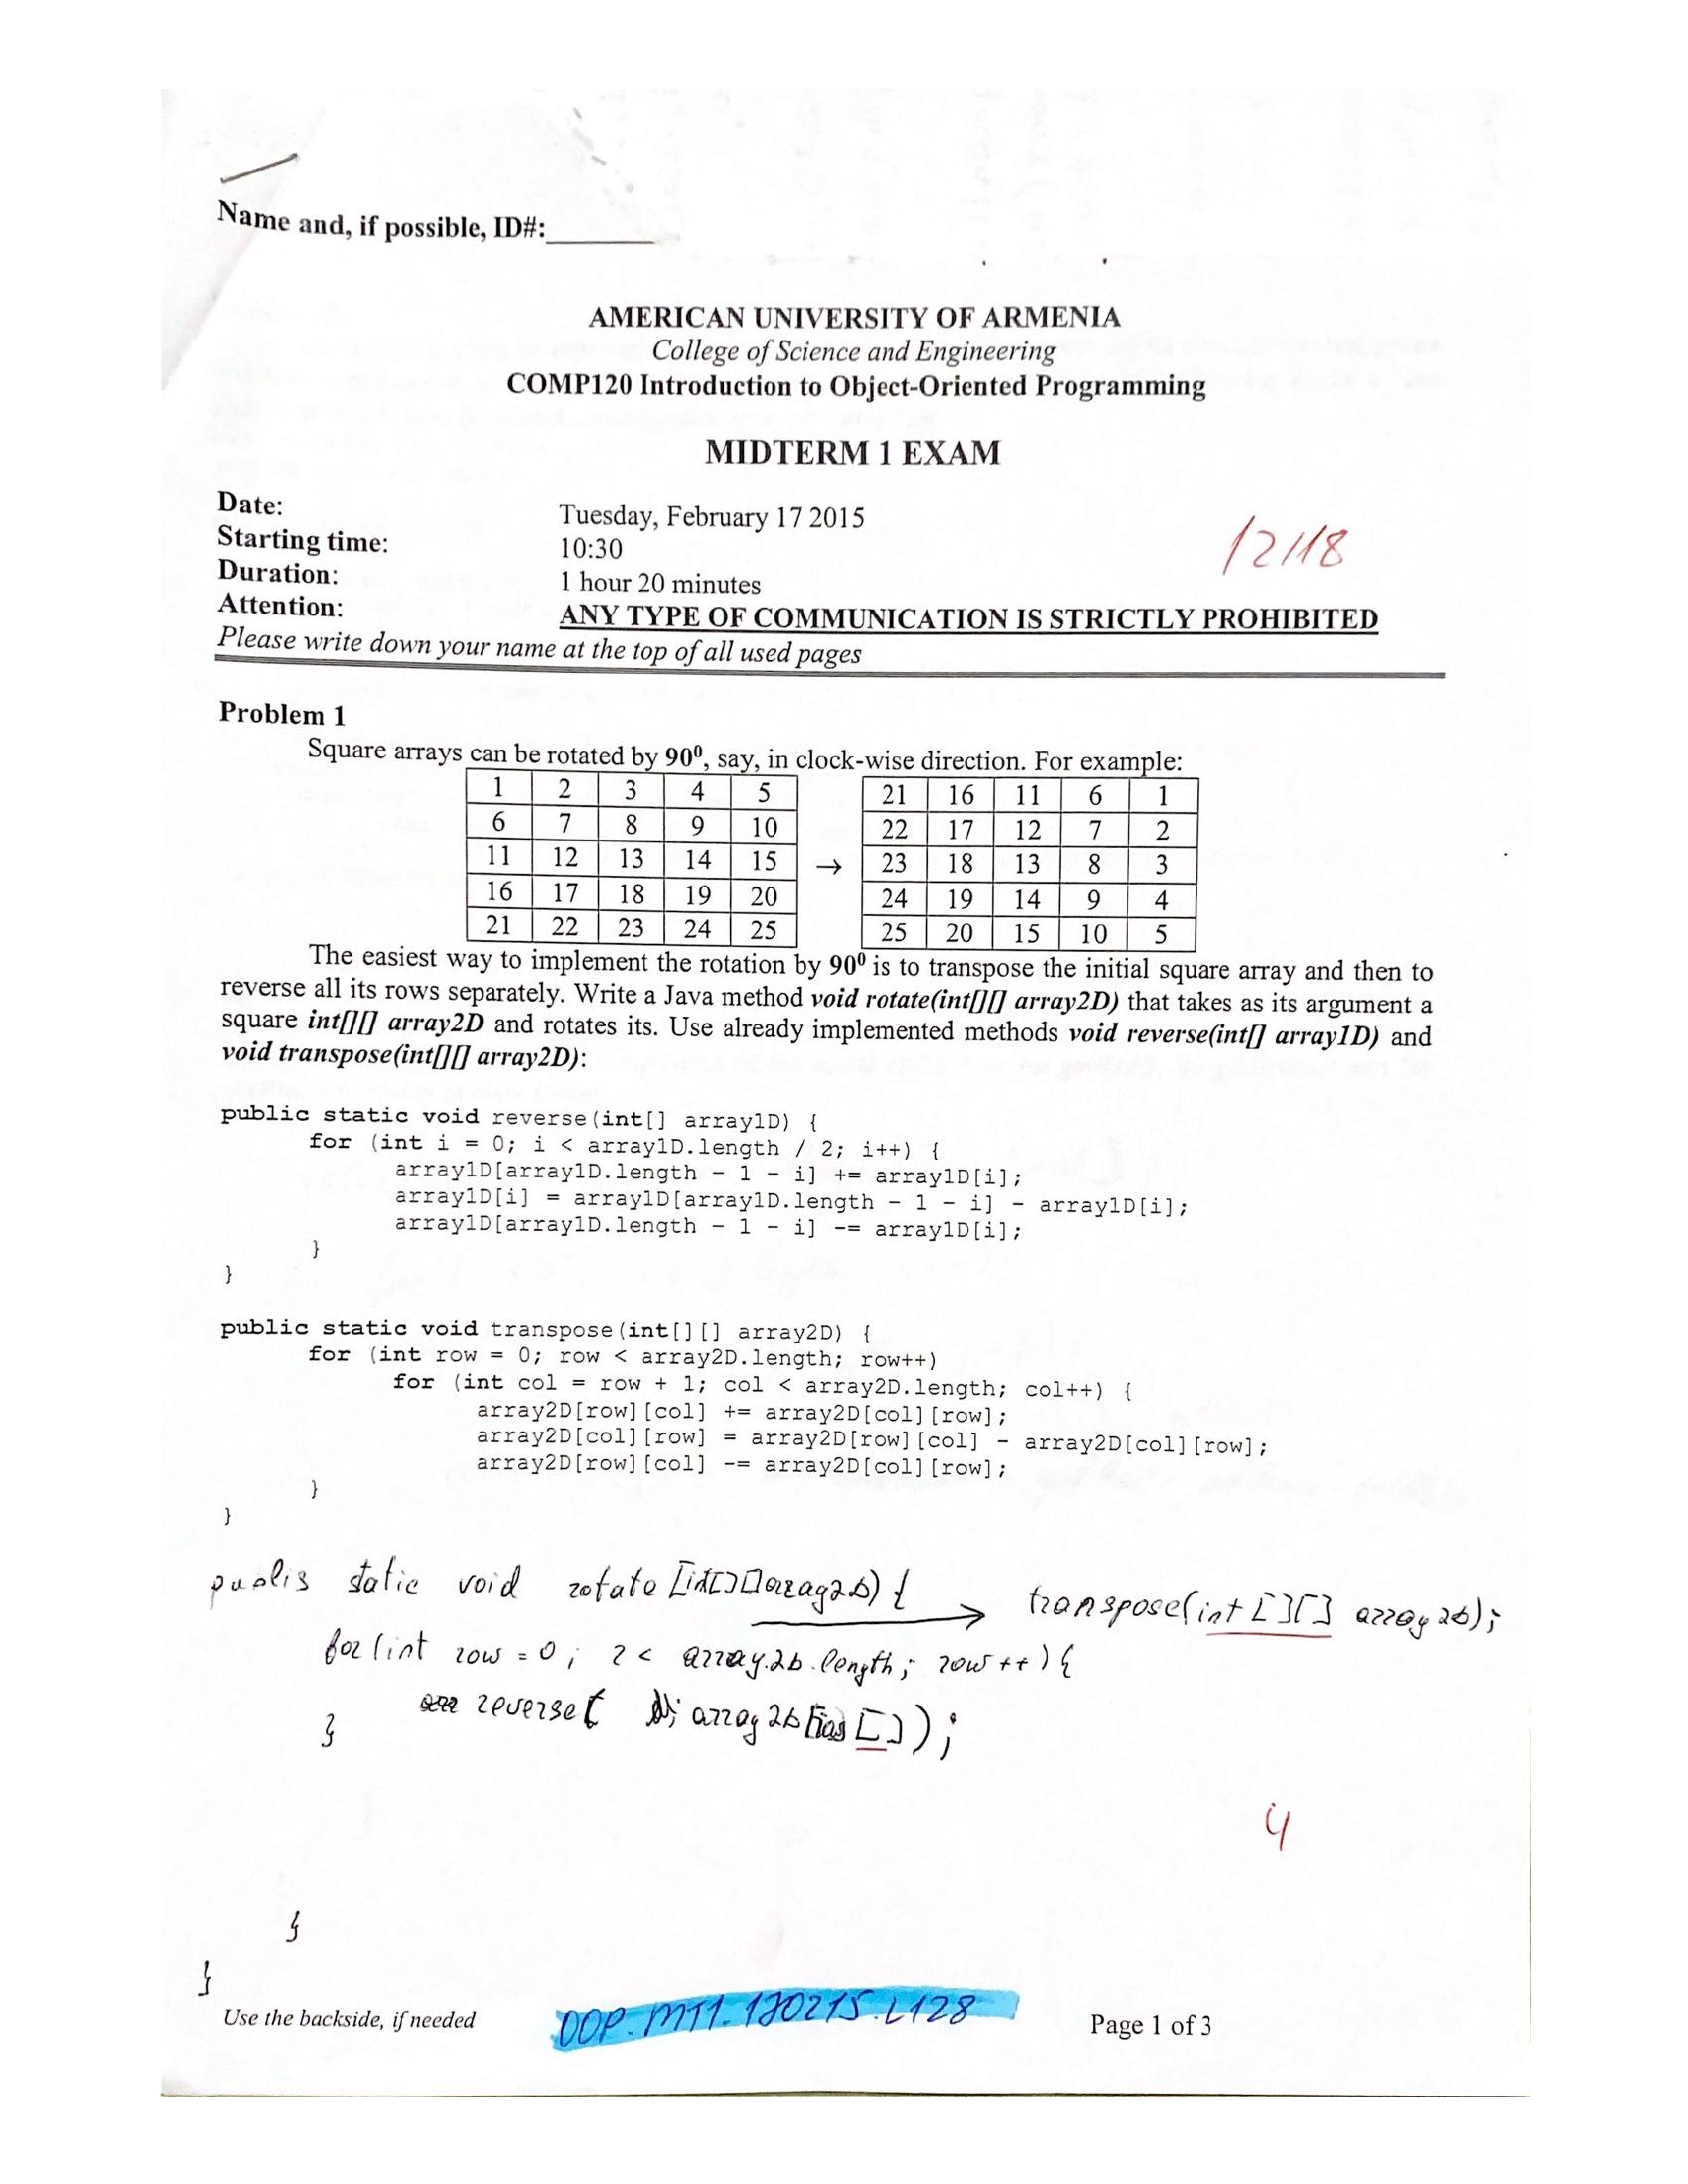 Name and, if possible, ID#:________
AMERICAN UNIVERSITY OF ARMENIA
College of Science and Engineering
COMP120 Introduction to Object-Oriented Programming
MIDTERM 1 EXAM
Date: Tuesday, February 17 2015
Starting time: 10:30
12/18
Duration: 1 hour 20 minutes
Attention: ANY TYPE OF COMMUNICATION IS STRICTLY PROHIBITED
Please write down your name at the top of all used pages
Problem 1
Square arrays can be rotated by 90⁰, say, in clock-wise direction. For example:
1 2 3 4 5 21 16 11 6 1
6 7 8 9 10 22 17 12 7 2
11 12 13 14 15 → 23 18 13 8 3
16 17 18 19 20 24 19 14 9 4
21 22 23 24 25 25 20 15 10 5
The easiest way to implement the rotation by 90⁰ is to transpose the initial square array and then to
reverse all its rows separately. Write a Java method void rotate(int[][] array2D) that takes as its argument a
square int[][] array2D and rotates its. Use already implemented methods void reverse(int[] array1D) and
void transpose(int[][] array2D):
public static void reverse(int[] array1D) {
for (int i = 0; i < array1D.length / 2; i++) {
array1D[array1D.length - 1 - i] += array1D[i];
array1D[i] = array1D[array1D.length - 1 - i] - array1D[i];
array1D[array1D.length - 1 - i] -= array1D[i];
}
}
public static void transpose(int[][] array2D) {
for (int row = 0; row < array2D.length; row++)
for (int col = row + 1; col < array2D.length; col++) {
array2D[row][col] += array2D[col][row];
array2D[col][row] = array2D[row][col] - array2D[col][row];
array2D[row][col] -= array2D[col][row];
}
}
static void rotate [int[][] array2D) { → transpose(int [][] array2D);
for (int row = 0; r < array2D.length; row++) {
reverse( array2D []);
}
4
}
}
Use the backside, if needed OOP.MT1.170215.L128 Page 1 of 3